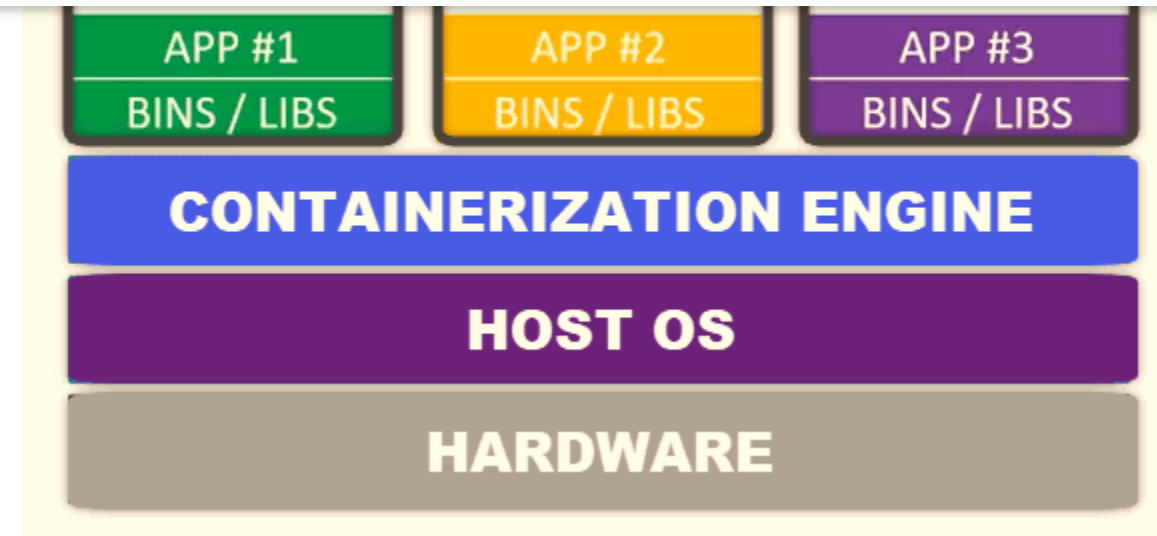 APP #1
BINS / LIBS
APP #2
BINS / LIBS
APP #3
BINS / LIBS
CONTAINERIZATION ENGINE
HOST OS
HARDWARE